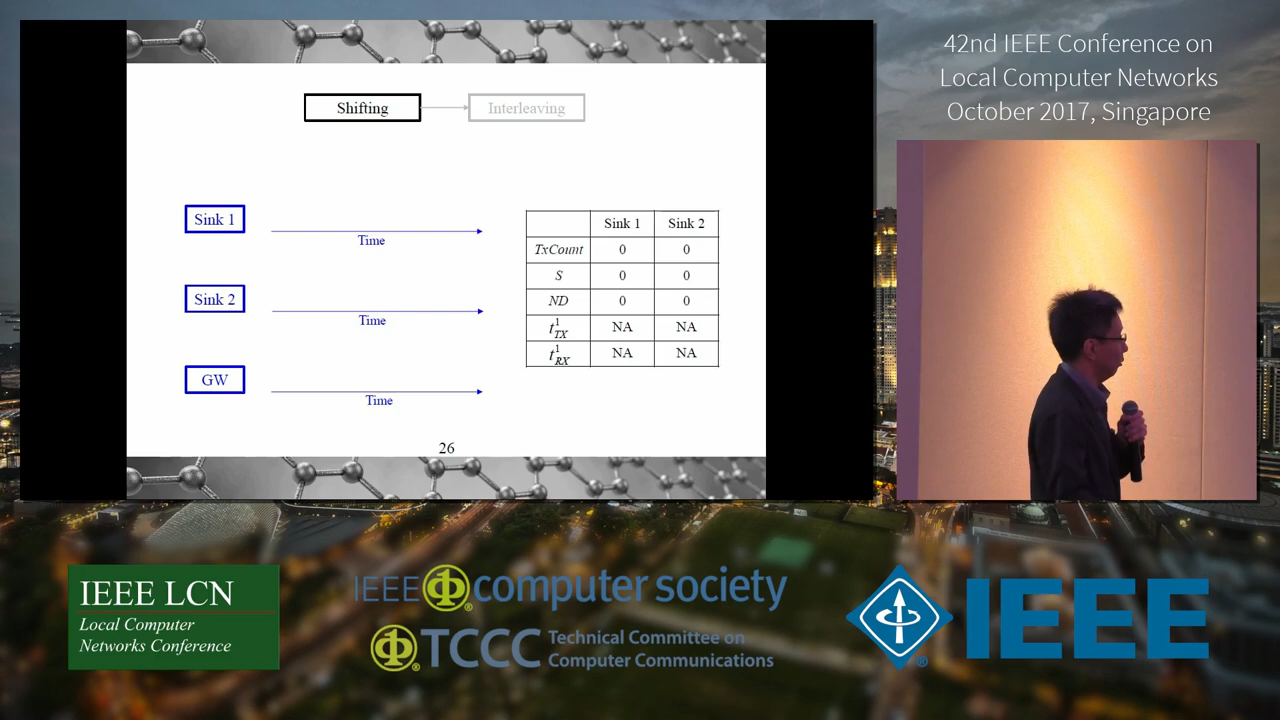 42nd IEEE Conference on
Local Computer Networks
October 2017, Singapore
Shifting
Interleaving
Sink 1
Time
Sink 2
Time
GW
Time
Sink 1 Sink 2
TxCount 0 0
S 0 0
ND 0 0
t¹TX NA NA
t¹RX NA NA
26
IEEE LCN
Local Computer
Networks Conference
IEEE computer society
TCCC Technical Committee on
Computer Communications
IEEE